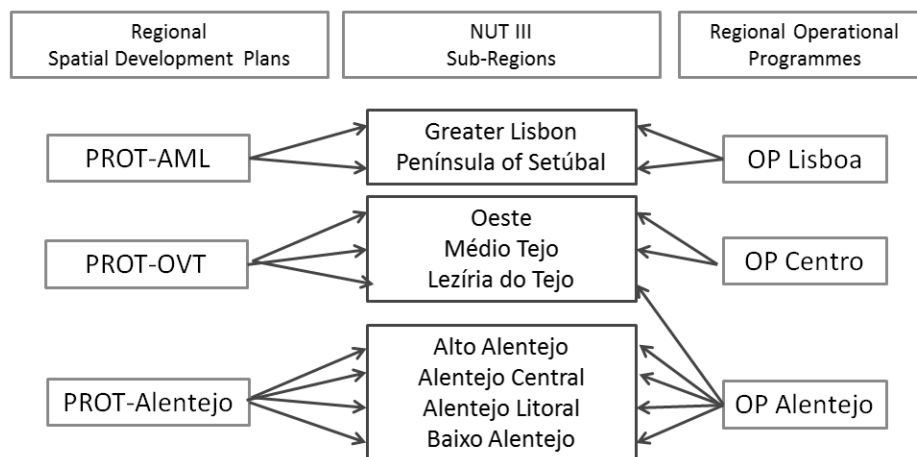 Regional
Spatial Development Plans
NUT III
Sub-Regions
Regional Operational
Programmes
PROT-AML
Greater Lisbon
Península of Setúbal
OP Lisboa
PROT-OVT
Oeste
Médio Tejo
Lezíria do Tejo
OP Centro
PROT-Alentejo
Alto Alentejo
Alentejo Central
Alentejo Litoral
Baixo Alentejo
OP Alentejo